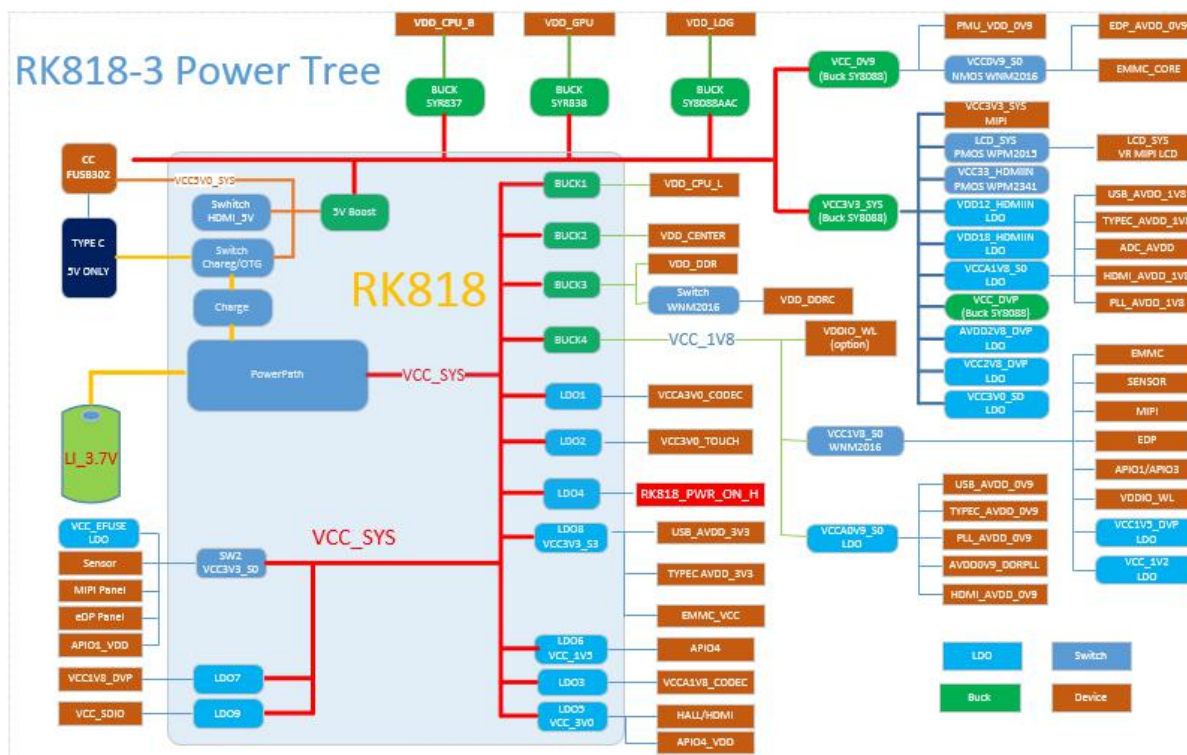 RK818-3 Power Tree
VDD_CPU_B
VDD_GPU
VDD_LOG
BUCK
SYR837
BUCK
SYR838
BUCK
SY8088AAC
VCC_0V9
(Buck SY8088)
PMU_VDD_0V9
VCC0V9_S0
NMOS WNM2016
EDP_AVDD_0V9
EMMC_CORE
CC
FUSB302
VCC5V0_SYS
Swhitch
HDMI_5V
5V Boost
TYPE C
5V ONLY
Switch
Chareg/OTG
Charge
PowerPath
RK818
LI_3.7V
VCC_SYS
VCC_SYS
BUCK1
VDD_CPU_L
BUCK2
VDD_CENTER
BUCK3
VDD_DDR
Switch
WNM2016
VDD_DDRC
BUCK4
VCC_1V8
VDDIO_WL
(option)
LDO1
VCCA3V0_CODEC
LDO2
VCC3V0_TOUCH
LDO4
RK818_PWR_ON_H
LDO8
VCC3V3_S3
USB_AVDD_3V3
TYPEC AVDD_3V3
EMMC_VCC
LDO6
VCC_1V5
APIO4
LDO3
VCCA1V8_CODEC
LDO5
VCC_3V0
HALL/HDMI
APIO4_VDD
VCC_EFUSE
LDO
Sensor
MIPI Panel
eDP Panel
APIO1_VDD
SW2
VCC3V3_S0
VCC1V8_DVP
LDO7
VCC_SDIO
LDO9
VCC3V3_SYS
(Buck SY8088)
VCC3V3_SYS
MIPI
LCD_SYS
PMOS WPM2015
LCD_SYS
VR MIPI LCD
VCC33_HDMIIN
PMOS WPM2341
VDD12_HDMIIN
LDO
VDD18_HDMIIN
LDO
VCCA1V8_S0
LDO
VCC_DVP
(Buck SY8088)
AVDD2V8_DVP
LDO
VCC2V8_DVP
LDO
VCC3V0_SD
LDO
USB_AVDD_1V8
TYPEC_AVDD_1V8
ADC_AVDD
HDMI_AVDD_1V8
PLL_AVDD_1V8
VCC1V8_S0
WNM2016
EMMC
SENSOR
MIPI
EDP
APIO1/APIO3
VDDIO_WL
VCC1V5_DVP
LDO
VCC_1V2
LDO
VCCA0V9_S0
LDO
USB_AVDD_0V9
TYPEC_AVDD_0V9
PLL_AVDD_0V9
AVDD0V9_DDRPLL
HDMI_AVDD_0V9
LDO
Switch
Buck
Device